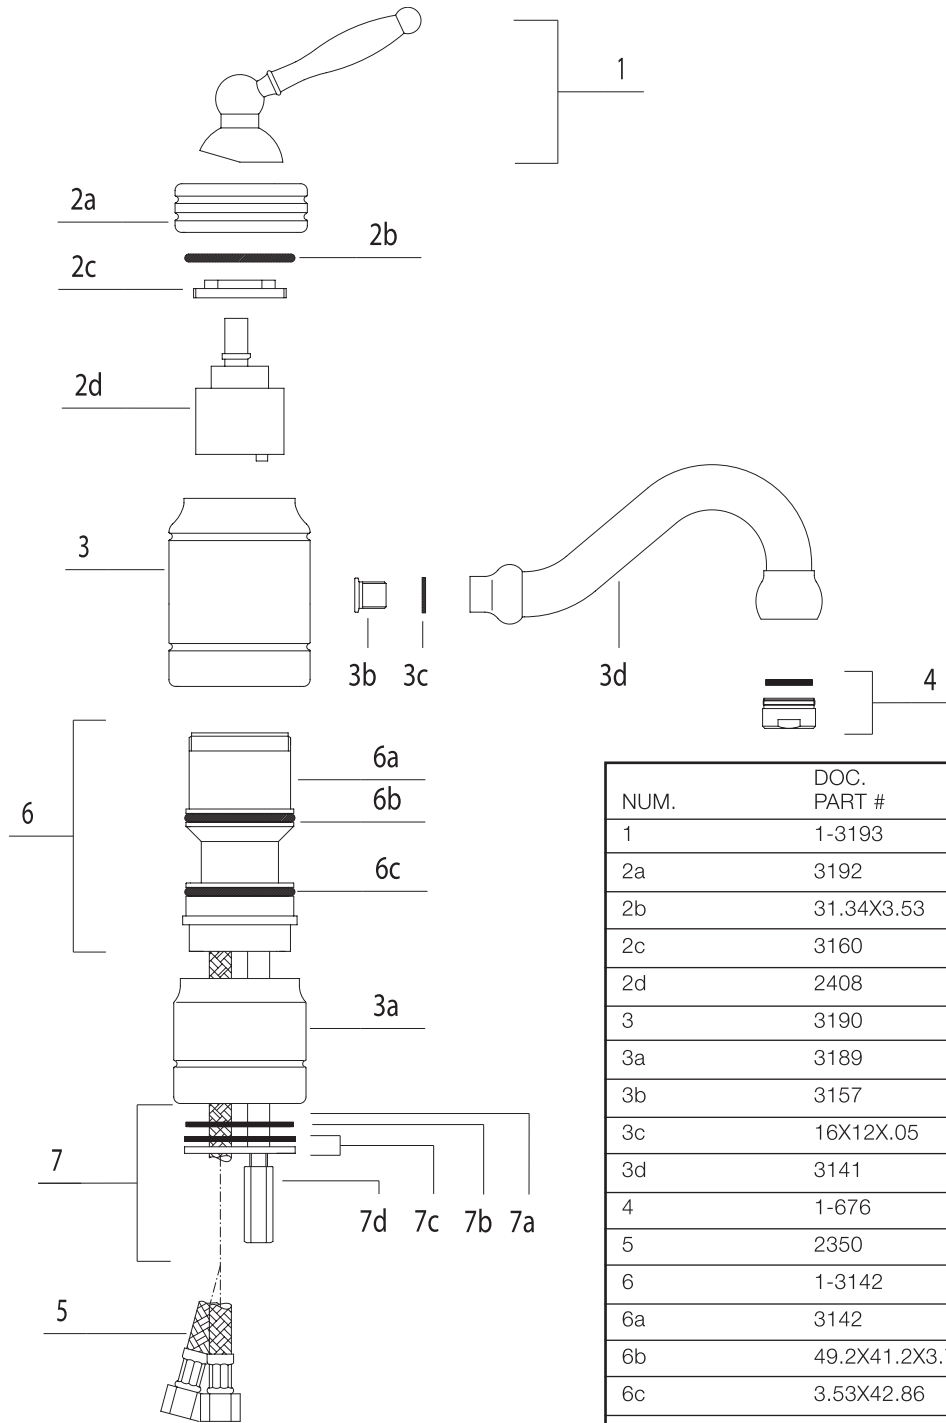 1
2a
2b
2c
2d
3
3b
3c
3d
4
6a
6
6b
6c
3a
7
7d
7c
7b
7a
5
NUM. DOC. PART #
1 1-3193
2a 3192
2b 31.34X3.53
2c 3160
2d 2408
3 3190
3a 3189
3b 3157
3c 16X12X.05
3d 3141
4 1-676
5 2350
6 1-3142
6a 3142
6b 49.2X41.2X3.
6c 3.53X42.86